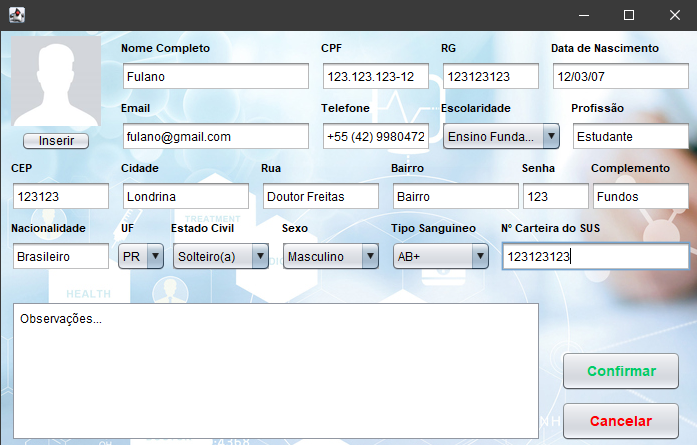 Nome Completo CPF RG Data de Nascimento
Fulano 123.123.123-12 123123123 12/03/07
Email Telefone Escolaridade Profissão
Inserir fulano@gmail.com +55 (42) 9980472 Ensino Funda... Estudante
CEP Cidade Rua Bairro Senha Complemento
123123 Londrina Doutor Freitas Bairro 123 Fundos
TREATMENT
Nacionalidade UF Estado Civil Sexo Tipo Sanguineo Nº Carteira do SUS
Brasileiro PR Solteiro(a) Masculino AB+ 123123123
HEALTH
Observações...
Confirmar
Cancelar